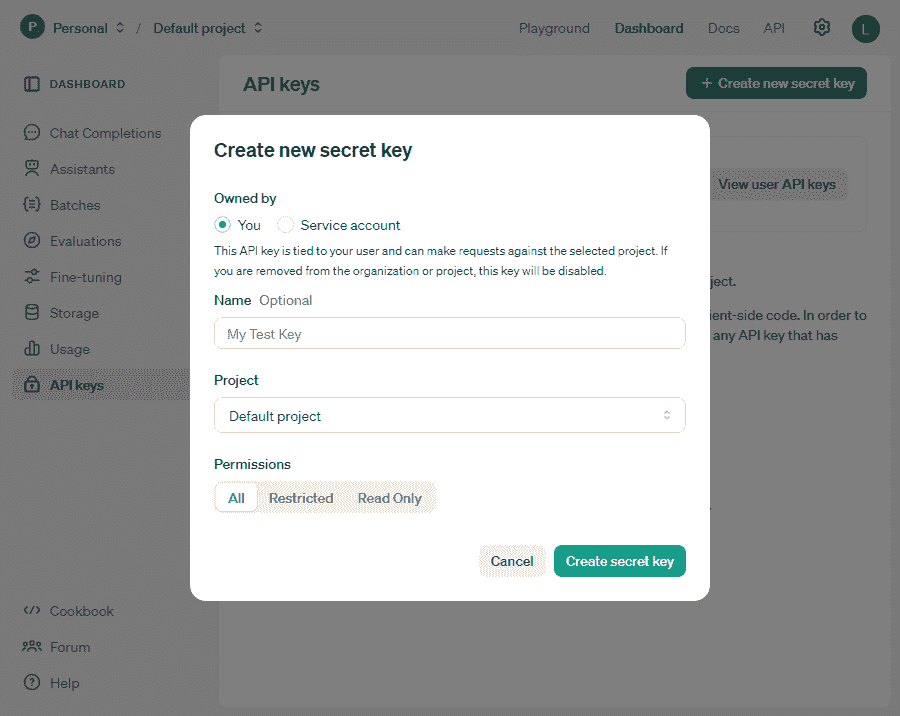 P Personal / Default project Playground Dashboard Docs API L
DASHBOARD
Chat Completions
Assistants
Batches
Evaluations
Fine-tuning
Storage
Usage
API keys
Cookbook
Forum
Help
API keys
+ Create new secret key
View user API keys
ject.
ient-side code. In order to
any API key that has
Create new secret key
Owned by
You Service account
This API key is tied to your user and can make requests against the selected project. If
you are removed from the organization or project, this key will be disabled.
Name Optional
My Test Key
Project
Default project
Permissions
All Restricted Read Only
Cancel Create secret key